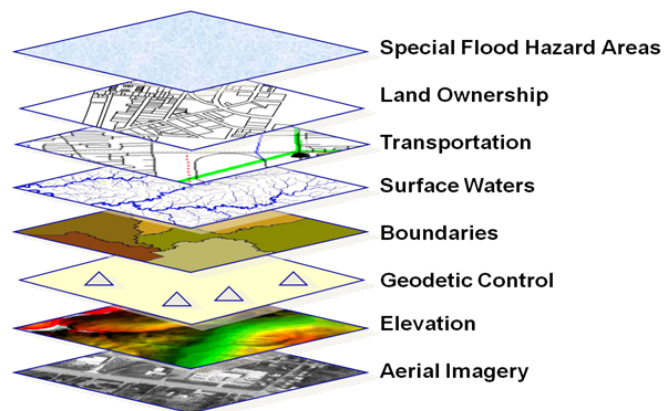 Special Flood Hazard Areas
Land Ownership
Transportation
Surface Waters
Boundaries
Geodetic Control
Elevation
Aerial Imagery